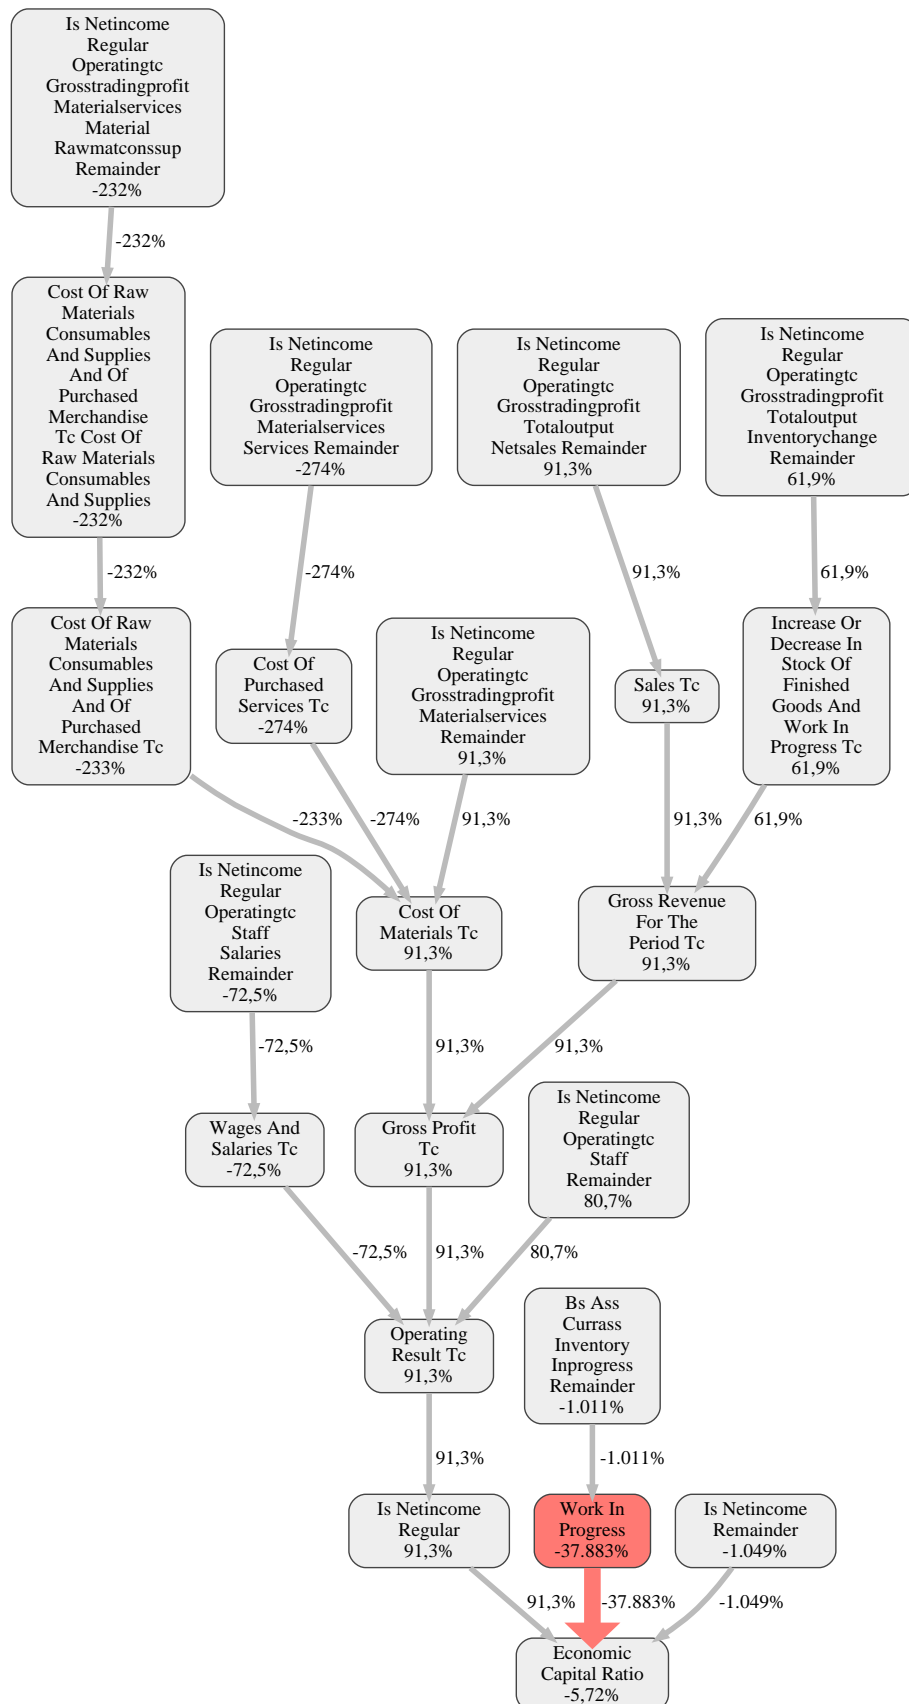 Is Netincome
Regular
Operatingtc
Grosstradingprofit
Materialservices
Material
Rawmatconssup
Remainder
-232%
-232%
Cost Of Raw
Materials
Consumables
And Supplies
And Of
Purchased
Merchandise
Tc Cost Of
Raw Materials
Consumables
And Supplies
-232%
Is Netincome
Regular
Operatingtc
Grosstradingprofit
Materialservices
Services Remainder
-274%
Is Netincome
Regular
Operatingtc
Grosstradingprofit
Totaloutput
Netsales Remainder
91,3%
Is Netincome
Regular
Operatingtc
Grosstradingprofit
Totaloutput
Inventorychange
Remainder
61,9%
-232%
-274%
91,3%
61,9%
Cost Of Raw
Materials
Consumables
And Supplies
And Of
Purchased
Merchandise Tc
-233%
Cost Of
Purchased
Services Tc
-274%
Is Netincome
Regular
Operatingtc
Grosstradingprofit
Materialservices
Remainder
91,3%
Sales Tc
91,3%
Increase Or
Decrease In
Stock Of
Finished
Goods And
Work In
Progress Tc
61,9%
-233%
-274%
91,3%
91,3%
61,9%
Is Netincome
Regular
Operatingtc
Staff
Salaries
Remainder
-72,5%
Cost Of
Materials Tc
91,3%
Gross Revenue
For The
Period Tc
91,3%
-72,5%
91,3%
91,3%
Wages And
Salaries Tc
-72,5%
Gross Profit
Tc
91,3%
Is Netincome
Regular
Operatingtc
Staff
Remainder
80,7%
-72,5%
91,3%
80,7%
Operating
Result Tc
91,3%
Bs Ass
Currass
Inventory
Inprogress
Remainder
-1.011%
91,3%
-1.011%
Is Netincome
Regular
91,3%
Work In
Progress
-37.883%
Is Netincome
Remainder
-1.049%
91,3%
-37.883%
-1.049%
Economic
Capital Ratio
-5,72%